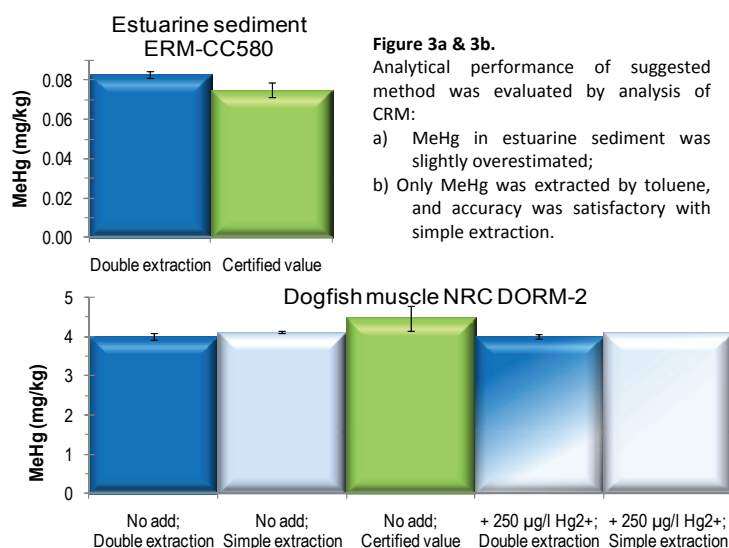 Estuarine sediment
ERM-CC580
MeHg (mg/kg)
0.08
0.06
0.04
0.02
0.00
Double extraction
Certified value
Figure 3a & 3b.
Analytical performance of suggested
method was evaluated by analysis of
CRM:
a) MeHg in estuarine sediment was
slightly overestimated;
b) Only MeHg was extracted by toluene,
and accuracy was satisfactory with
simple extraction.
Dogfish muscle NRC DORM-2
MeHg (mg/kg)
5
4
3
2
1
0
No add;
Double extraction
No add;
Simple extraction
No add;
Certified value
+ 250 µg/l Hg2+;
Double extraction
+ 250 µg/l Hg2+;
Simple extraction